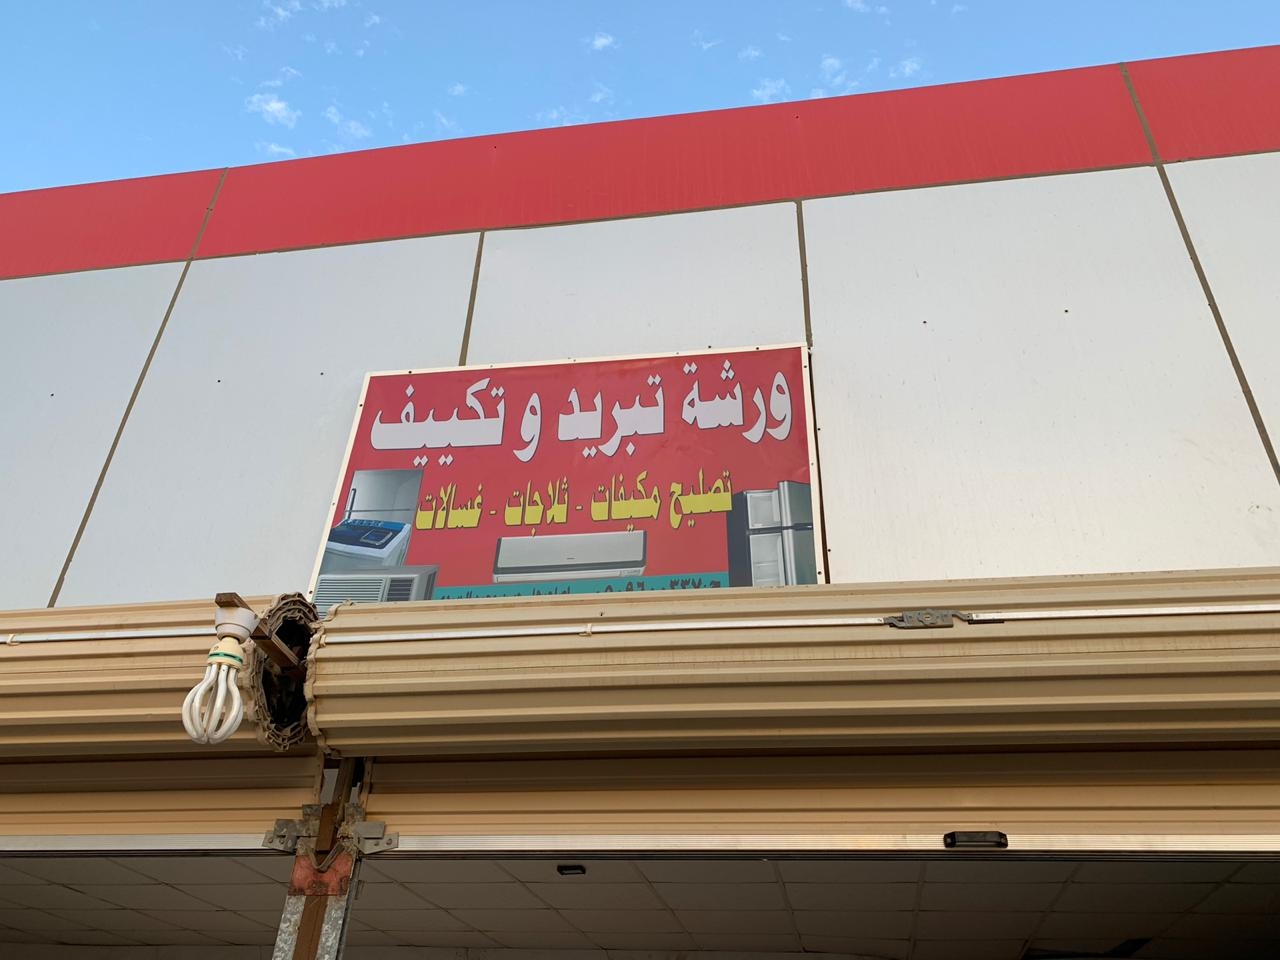 ورشة تبريد و تكييف
تصليح مكيفات - ثلاجات - غسالات